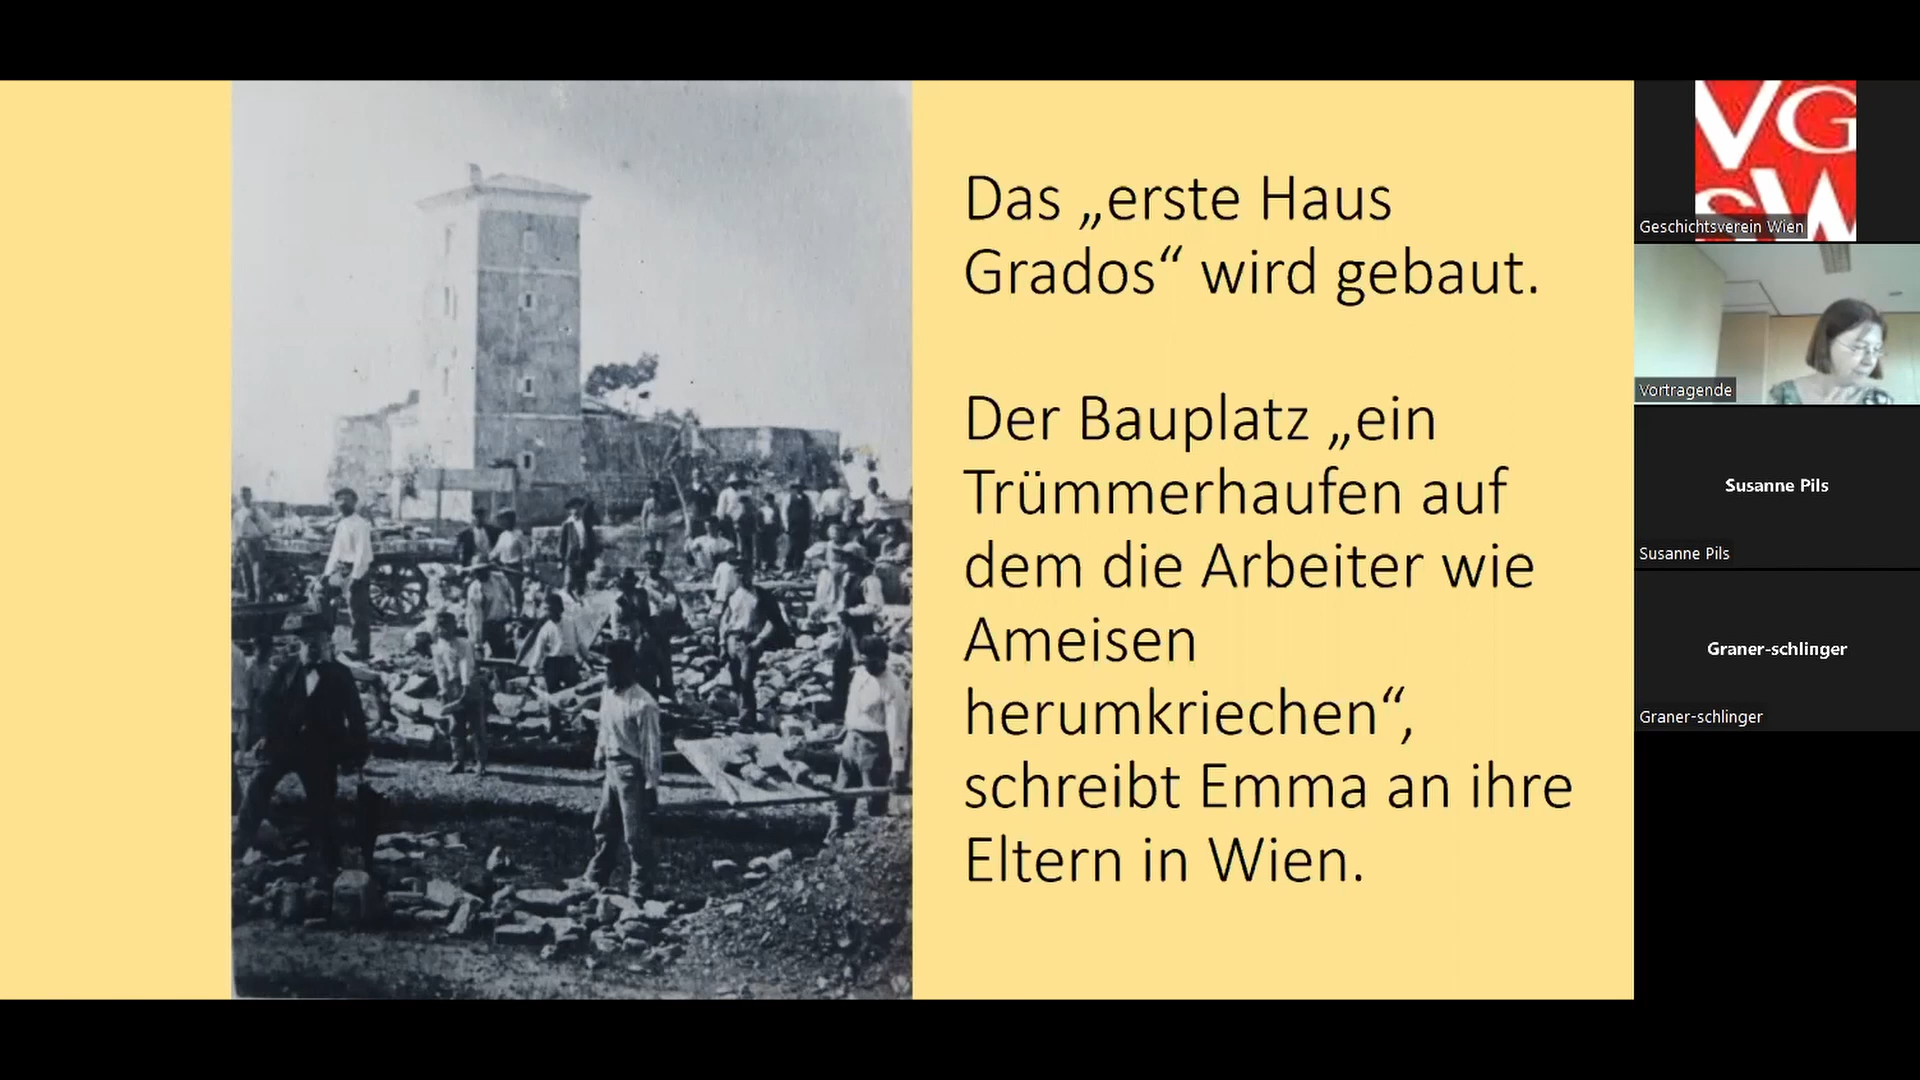 Das „erste Haus
Grados“ wird gebaut.
Der Bauplatz „ein
Trümmerhaufen auf
dem die Arbeiter wie
Ameisen
herumkriechen“,
schreibt Emma an ihre
Eltern in Wien.
VG
SW
Geschichtsverein Wien
Vortragende
Susanne Pils
Susanne Pils
Graner-schlinger
Graner-schlinger